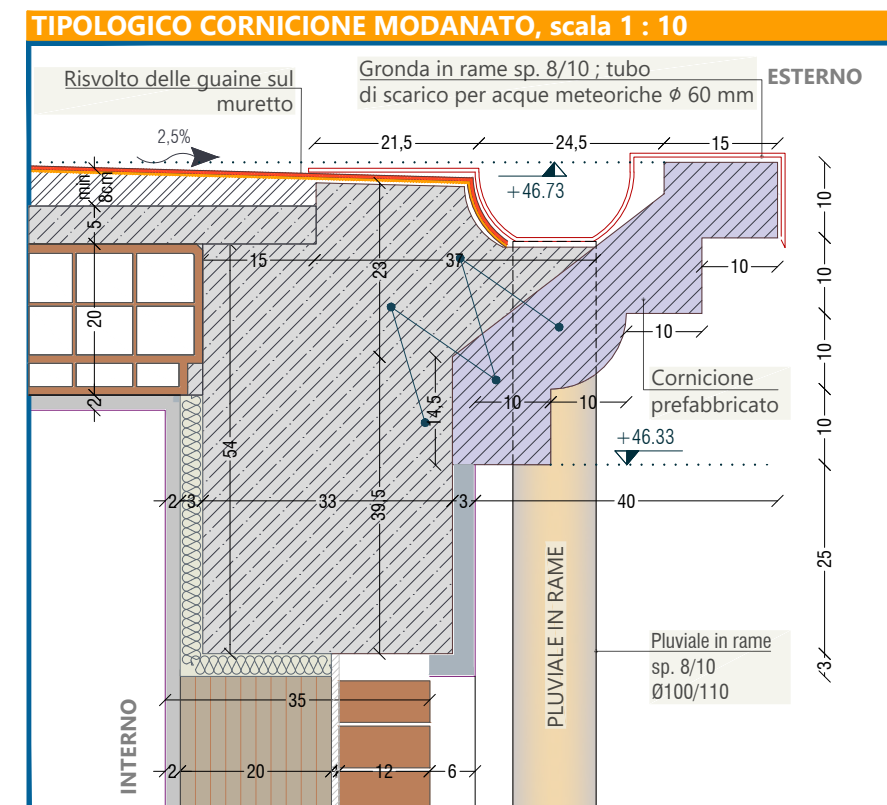 TIPOLOGICO CORNICIONE MODANATO, scala 1 : 10
Risvolto delle guaine sul
muretto
Gronda in rame sp. 8/10 ; tubo
di scarico per acque meteoriche ϕ 60 mm
ESTERNO
2,5%
21,5
24,5
15
+46.73
min
8cm
5
20
2
15
37
23
10
10
10
10
10
10
10
10
14,5
Cornicione
prefabbricato
+46.33
54
39,5
2
3
33
3
40
25
3
PLUVIALE IN RAME
Pluviale in rame
sp. 8/10
Ø100/110
INTERNO
35
2
20
1
12
6